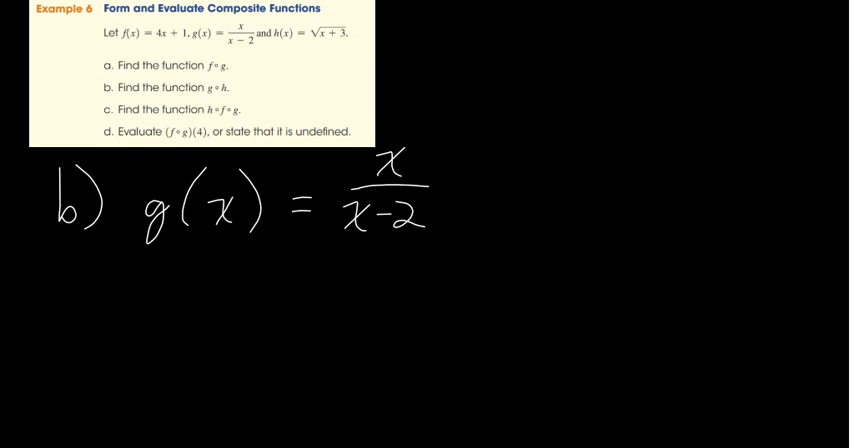 Example 6 Form and Evaluate Composite Functions
Let f(x) = 4x + 1, g(x) = x / (x − 2) and h(x) = √(x + 3).
a. Find the function f∘g.
b. Find the function g∘h.
c. Find the function h∘f∘g.
d. Evaluate (f∘g)(4), or state that it is undefined.
b) g(x) = x / (x-2)